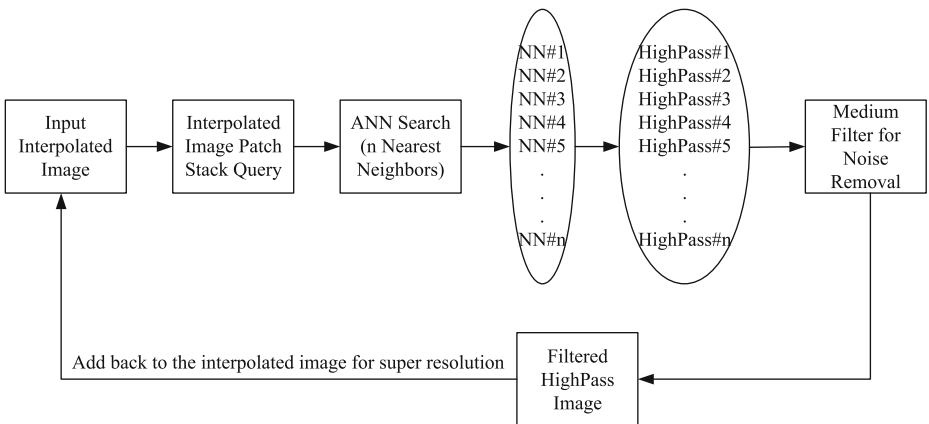 Input
Interpolated
Image
Interpolated
Image Patch
Stack Query
ANN Search
(n Nearest
Neighbors)
NN#1
NN#2
NN#3
NN#4
NN#5
.
.
.
NN#n
HighPass#1
HighPass#2
HighPass#3
HighPass#4
HighPass#5
.
.
.
HighPass#n
Medium
Filter for
Noise
Removal
Add back to the interpolated image for super resolution
Filtered
HighPass
Image